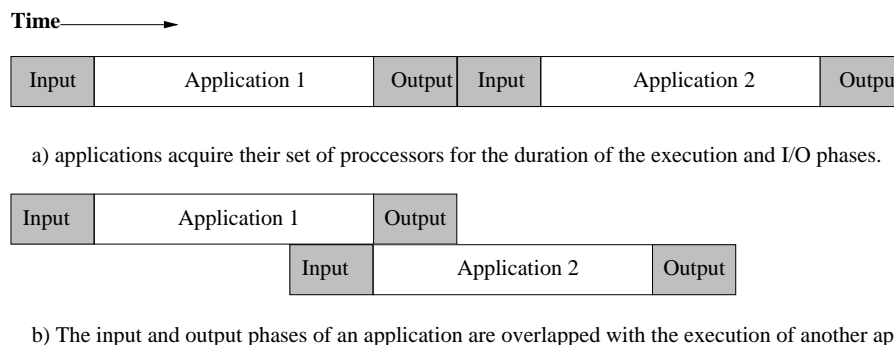 Time
Input Application 1 Output Input Application 2 Outpu
a) applications acquire their set of proccessors for the duration of the execution and I/O phases.
Input Application 1 Output
Input Application 2 Output
b) The input and output phases of an application are overlapped with the execution of another ap